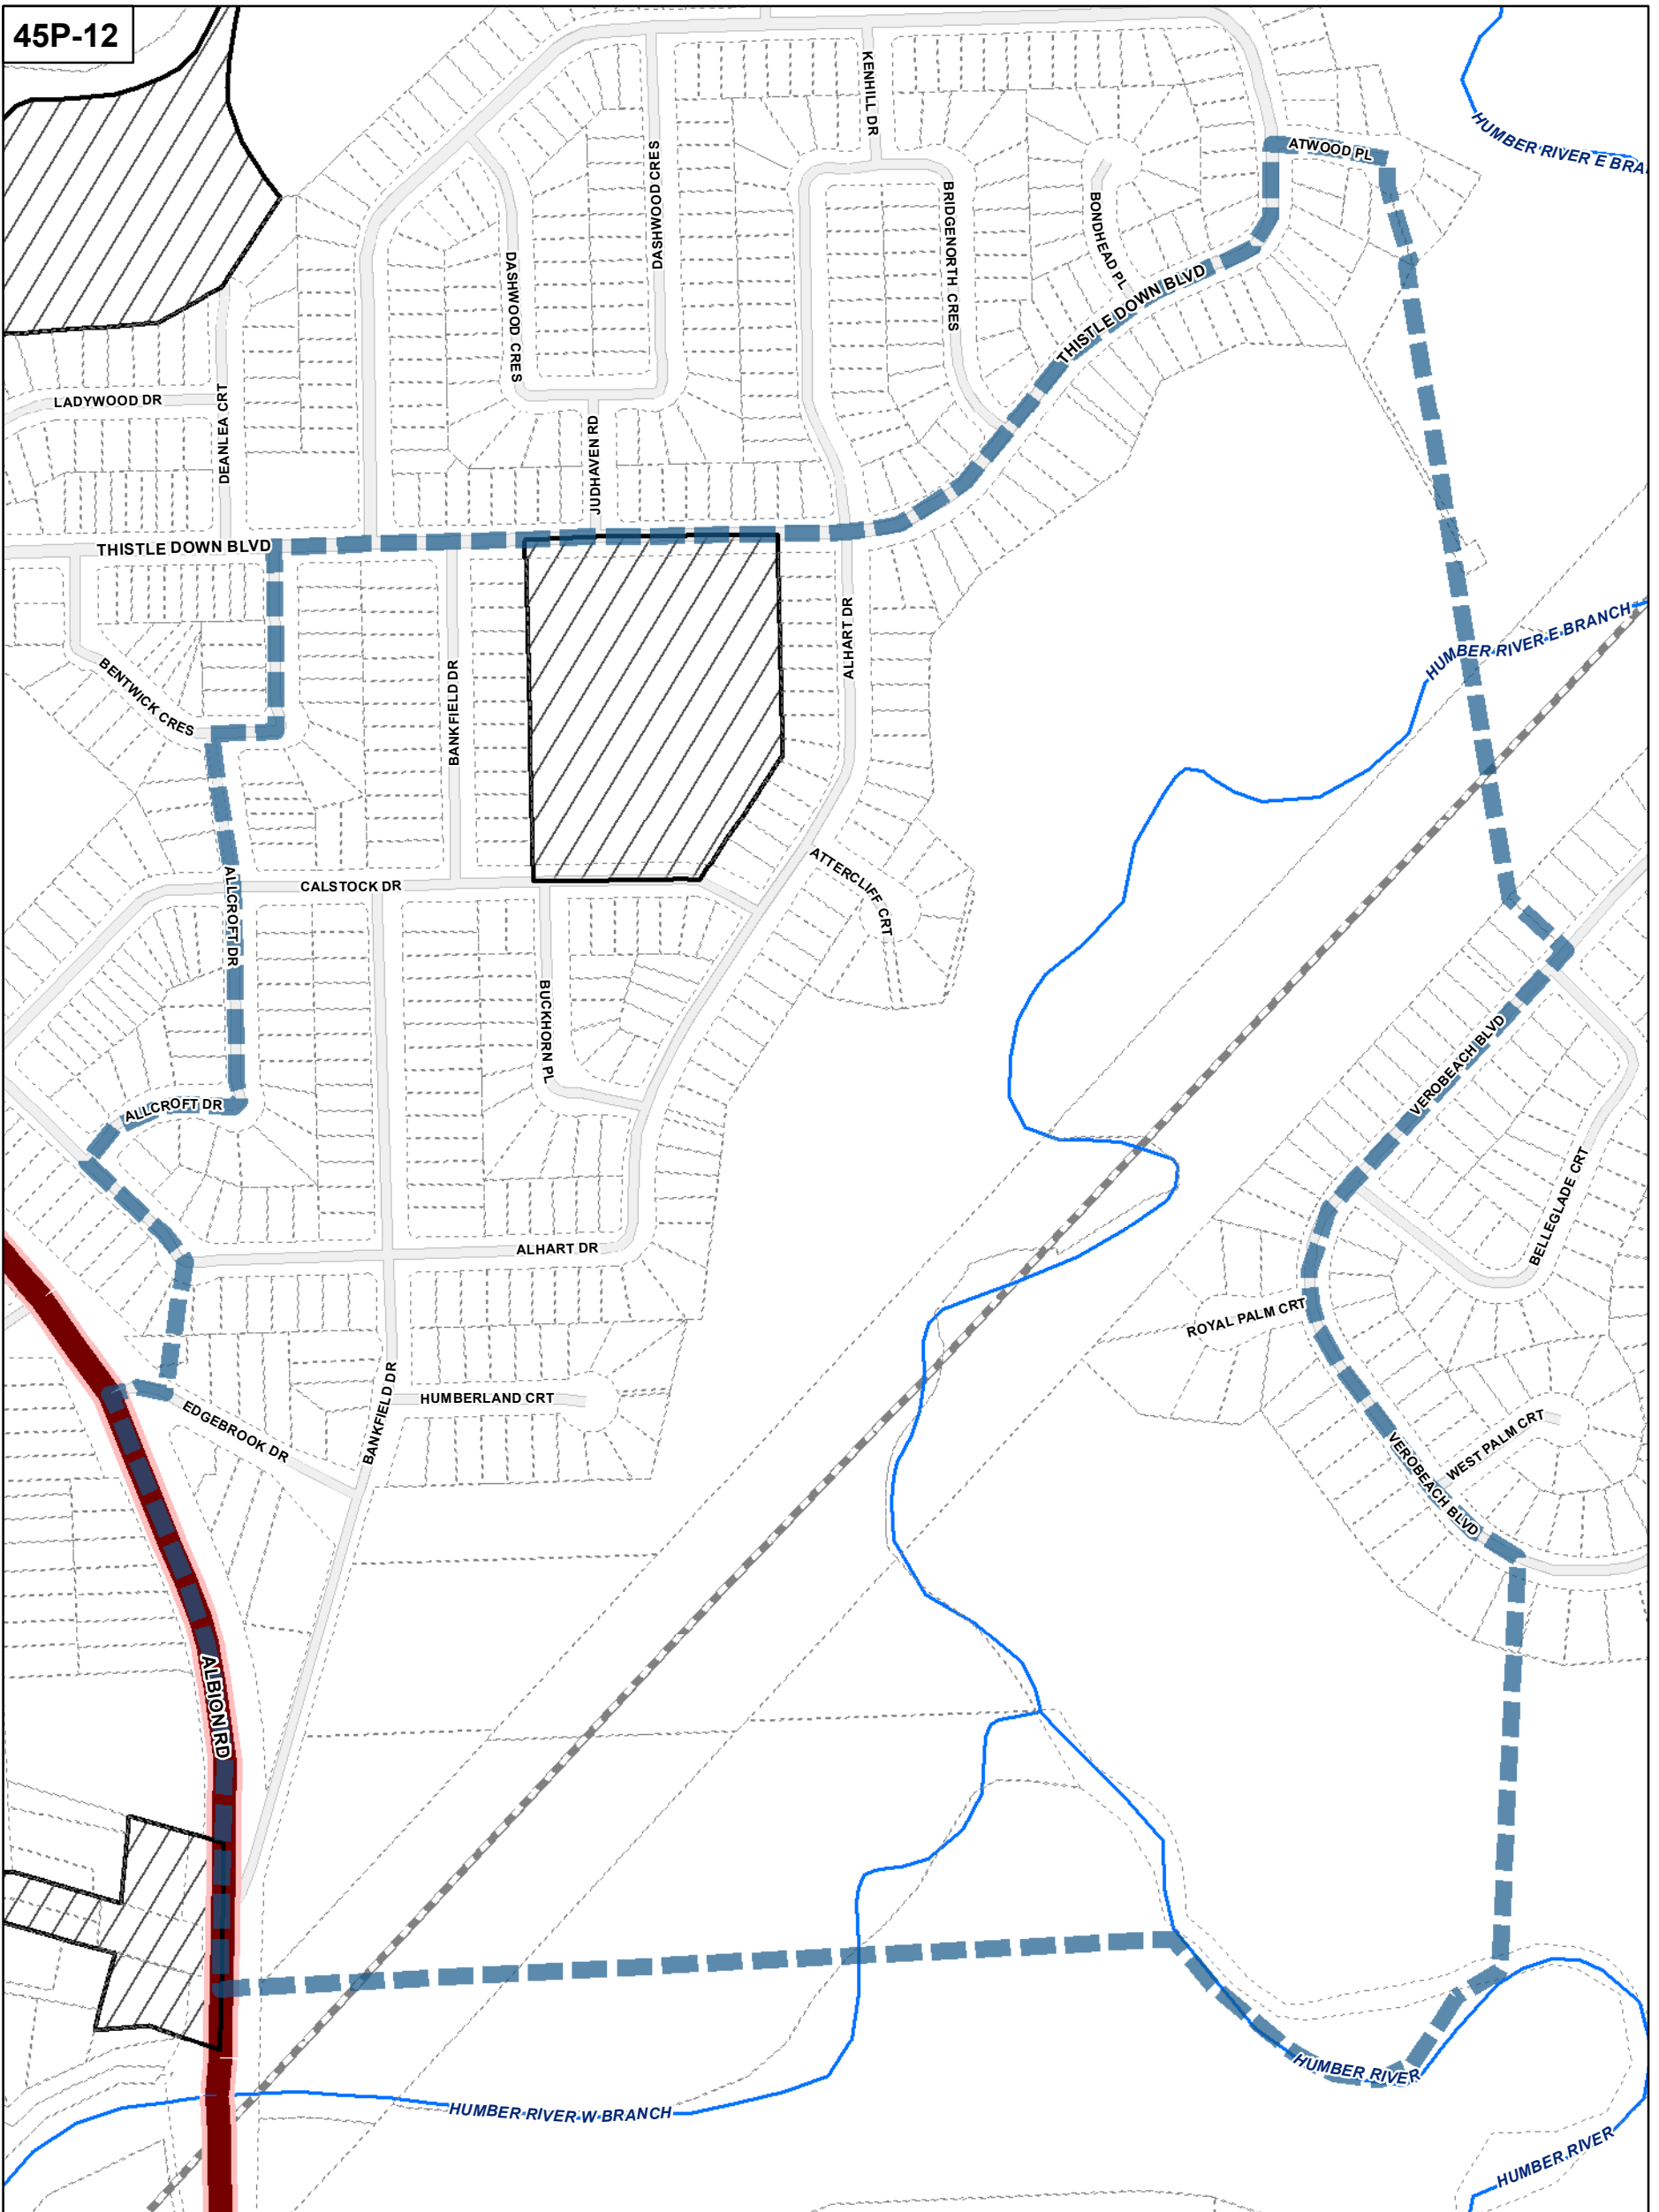 45P-12
KENHILL DR
HUMBER RIVER E BRA
ATWOOD PL
DASHWOOD CRES
BRIDGENORTH CRES
BONDHEAD PL
DASHWOOD CRES
THISTLE DOWN BLVD
LADYWOOD DR
DEANLEA CRT
JUDHAVEN RD
THISTLE DOWN BLVD
ALHART DR
HUMBER RIVER E BRANCH
BENTWICK CRES
BANKFIELD DR
ATTERCLIFF CRT
CALSTOCK DR
ALLCROFT DR
BUCKHORN PL
VEROBEACH BLVD
ALLCROFT DR
BELLEGLADE CRT
ALHART DR
ROYAL PALM CRT
HUMBERLAND CRT
BANKFIELD DR
EDGEBROOK DR
WEST PALM CRT
VEROBEACH BLVD
ALBION RD
HUMBER RIVER
HUMBER RIVER W BRANCH
HUMBER RIVER